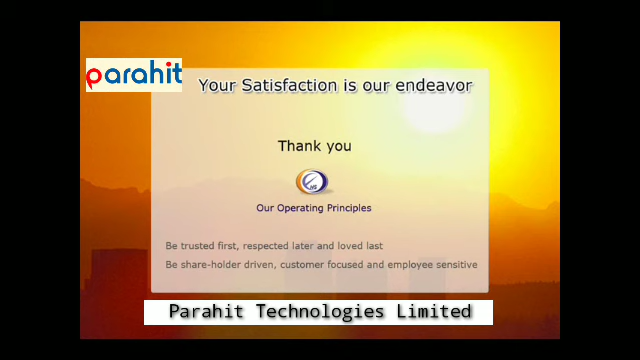 parahit
Your Satisfaction is our endeavor
Thank you
Our Operating Principles
Be trusted first, respected later and loved last
Be share-holder driven, customer focused and employee sensitive
Parahit Technologies Limited